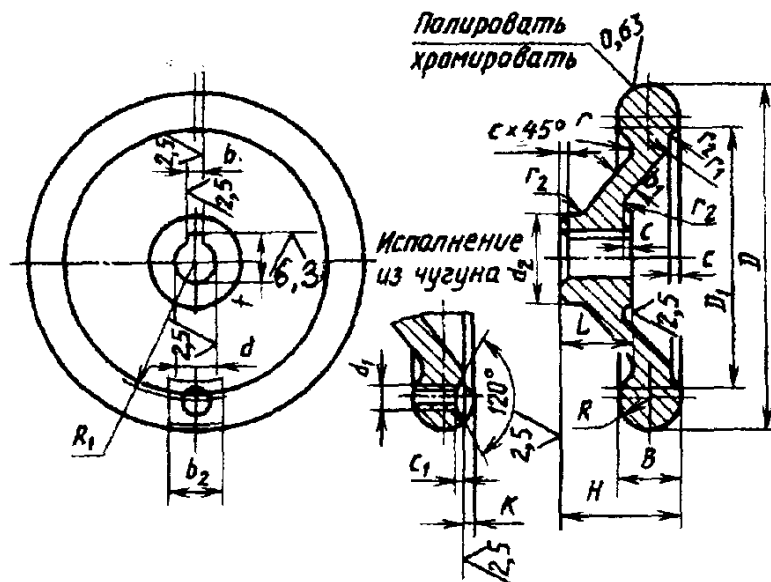 Полировать
хромировать
0,63
c×45°
r
r₂
r₁
2,5
b
2,5
r₂
b₁
r₂
c
Исполнение
из чугуна
6,3
t
d₂
c
D₁
D
2,5
d
L
2,5
d₁
120°
R₁
b₂
2,5
R
B
c₁
K
H
2,5